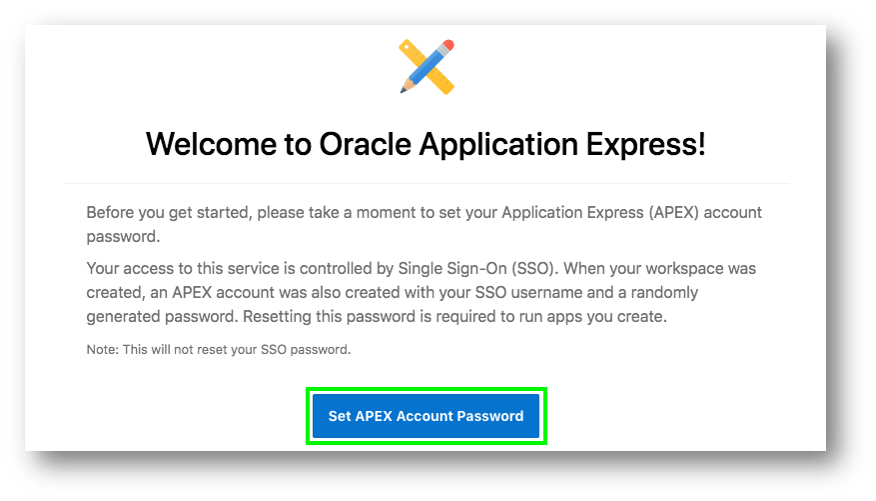 Welcome to Oracle Application Express!
Before you get started, please take a moment to set your Application Express (APEX) account
password.
Your access to this service is controlled by Single Sign-On (SSO). When your workspace was
created, an APEX account was also created with your SSO username and a randomly
generated password. Resetting this password is required to run apps you create.
Note: This will not reset your SSO password.
Set APEX Account Password